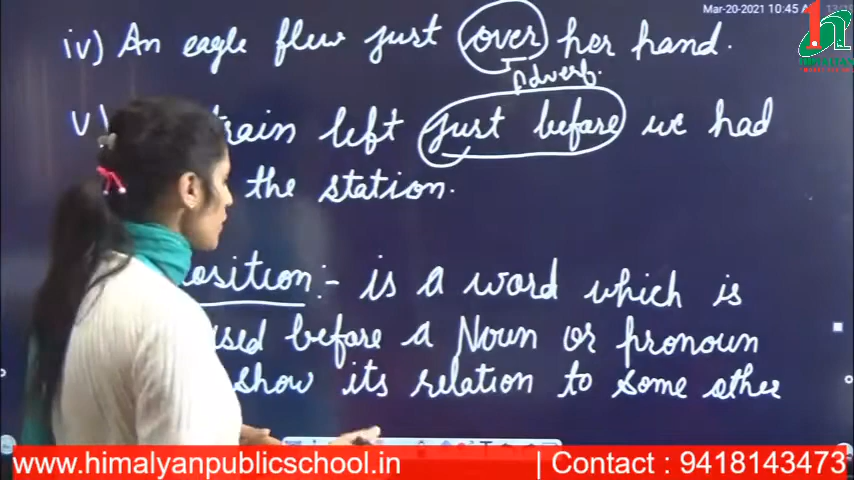 Mar-20-2021 10:45 A
iv) An eagle flew just over her hand.
Adverb.
v) train left just before we had
the station.
osition :- is a word which is
used before a Noun or pronoun
show its relation to some other
www.himalyanpublicschool.in | Contact : 9418143473